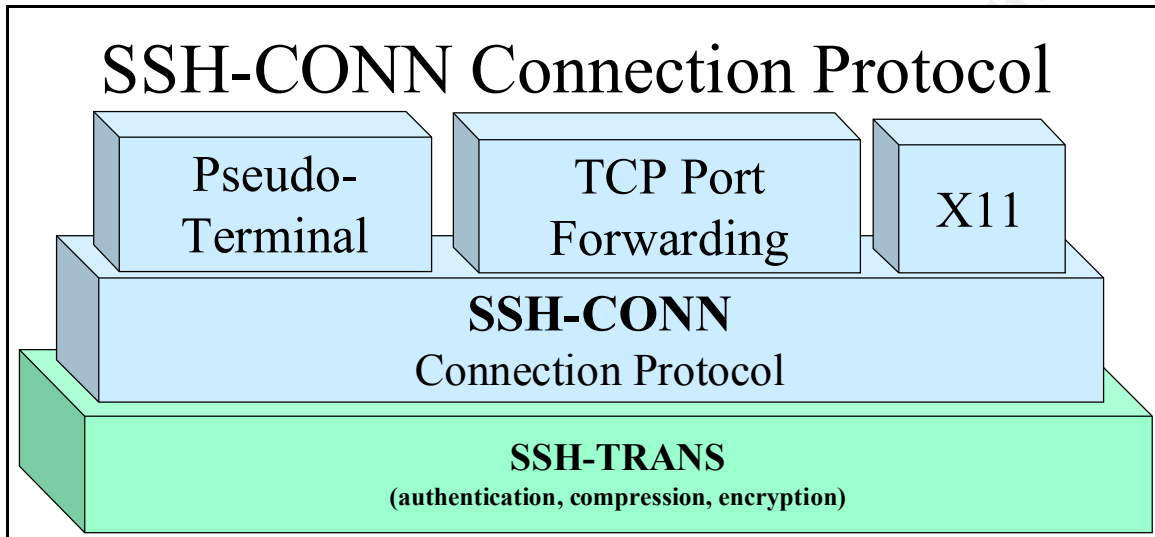 SSH-CONN Connection Protocol
Pseudo-
Terminal
TCP Port
Forwarding
X11
SSH-CONN
Connection Protocol
SSH-TRANS
(authentication, compression, encryption)